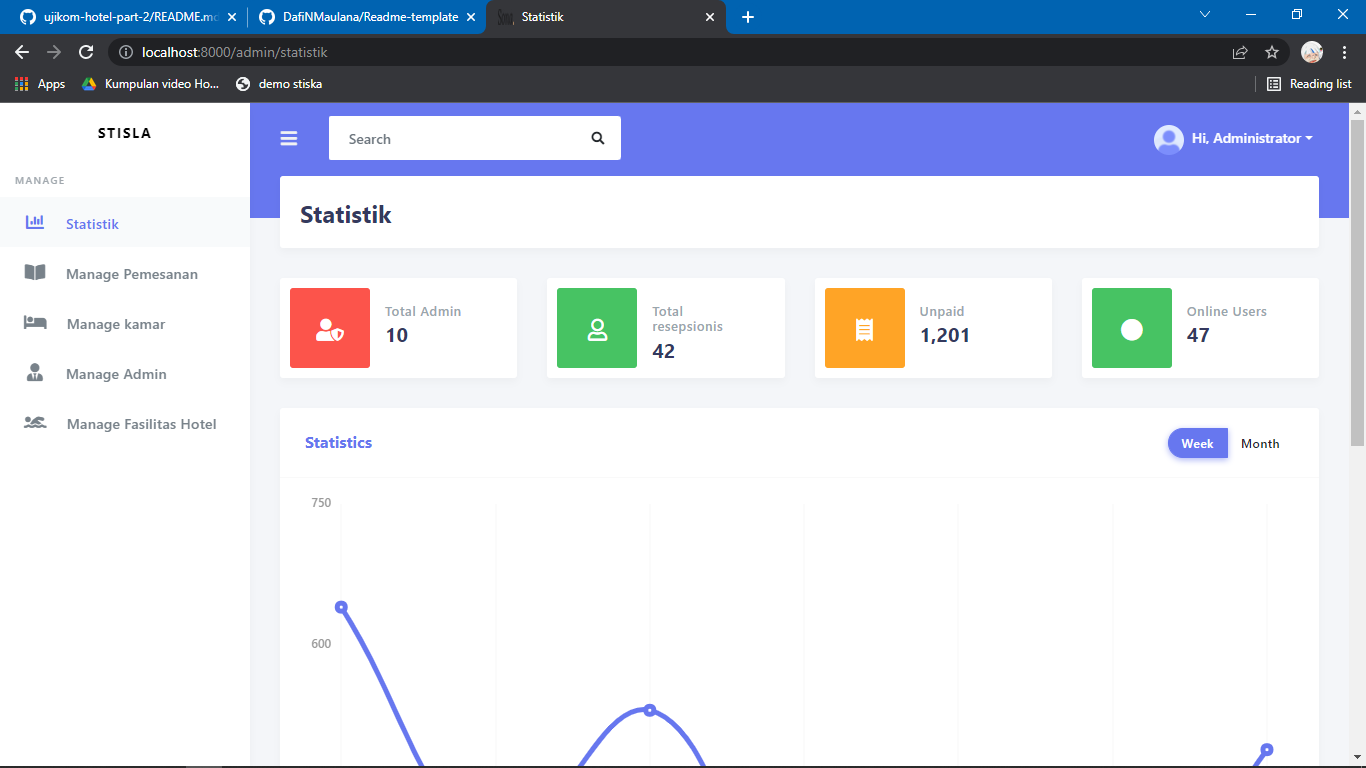 ujikom-hotel-part-2/README.md
DafiNMaulana/Readme-template
Statistik
localhost:8000/admin/statistik
Apps
Kumpulan video Ho...
demo stiska
Reading list
STISLA
Search
Hi, Administrator
MANAGE
Statistik
Manage Pemesanan
Manage kamar
Manage Admin
Manage Fasilitas Hotel
Statistik
Total Admin
10
Total
resepsionis
42
Unpaid
1,201
Online Users
47
Statistics
Week
Month
750
600